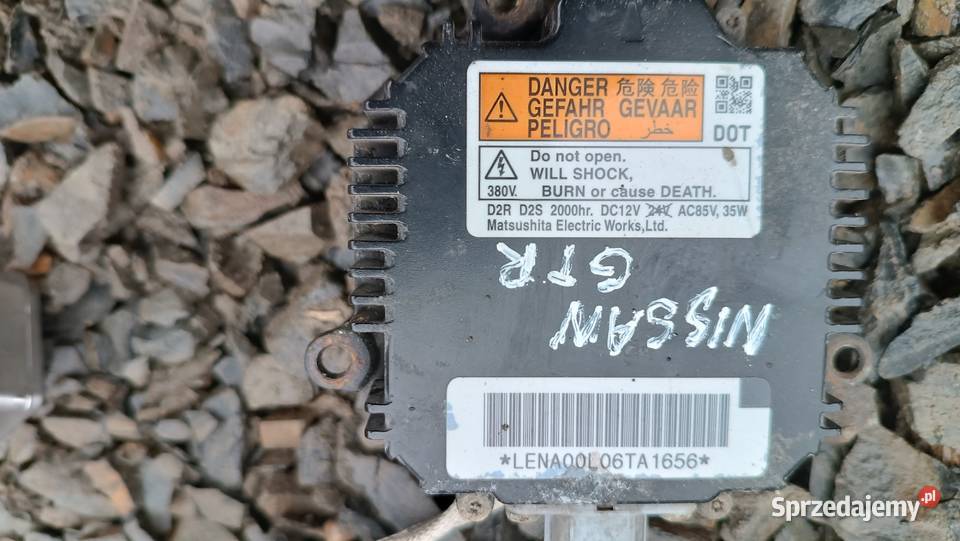 DANGER 危険 危险
GEFAHR GEVAAR
PELIGRO خطر
DOT
Do not open.
WILL SHOCK,
380V. BURN or cause DEATH.
D2R D2S 2000hr. DC12V 24V AC85V, 35W
Matsushita Electric Works,Ltd.
NISSAN
GTR
*LENA00L06TA1656*
Sprzedajemy.pl